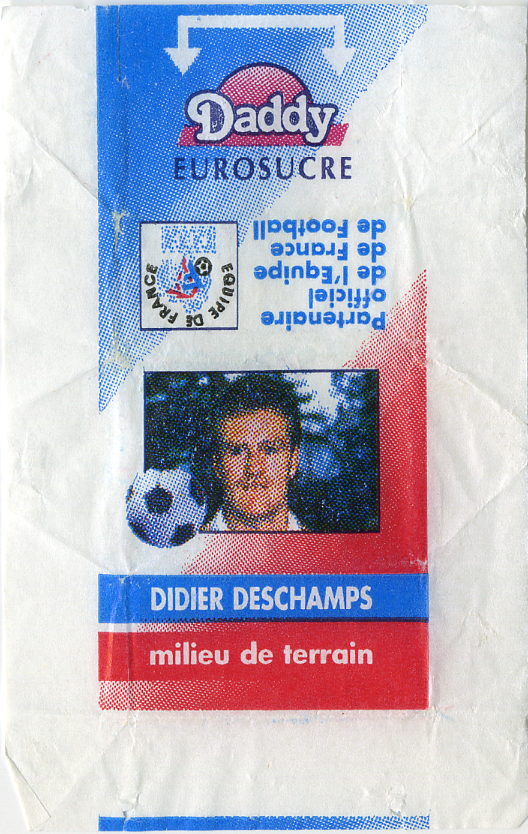 Daddy
EUROSUCRE
Partenaire
officiel
de l'Equipe
de France
de Football
EQUIPE DE FRANCE
DIDIER DESCHAMPS
milieu de terrain